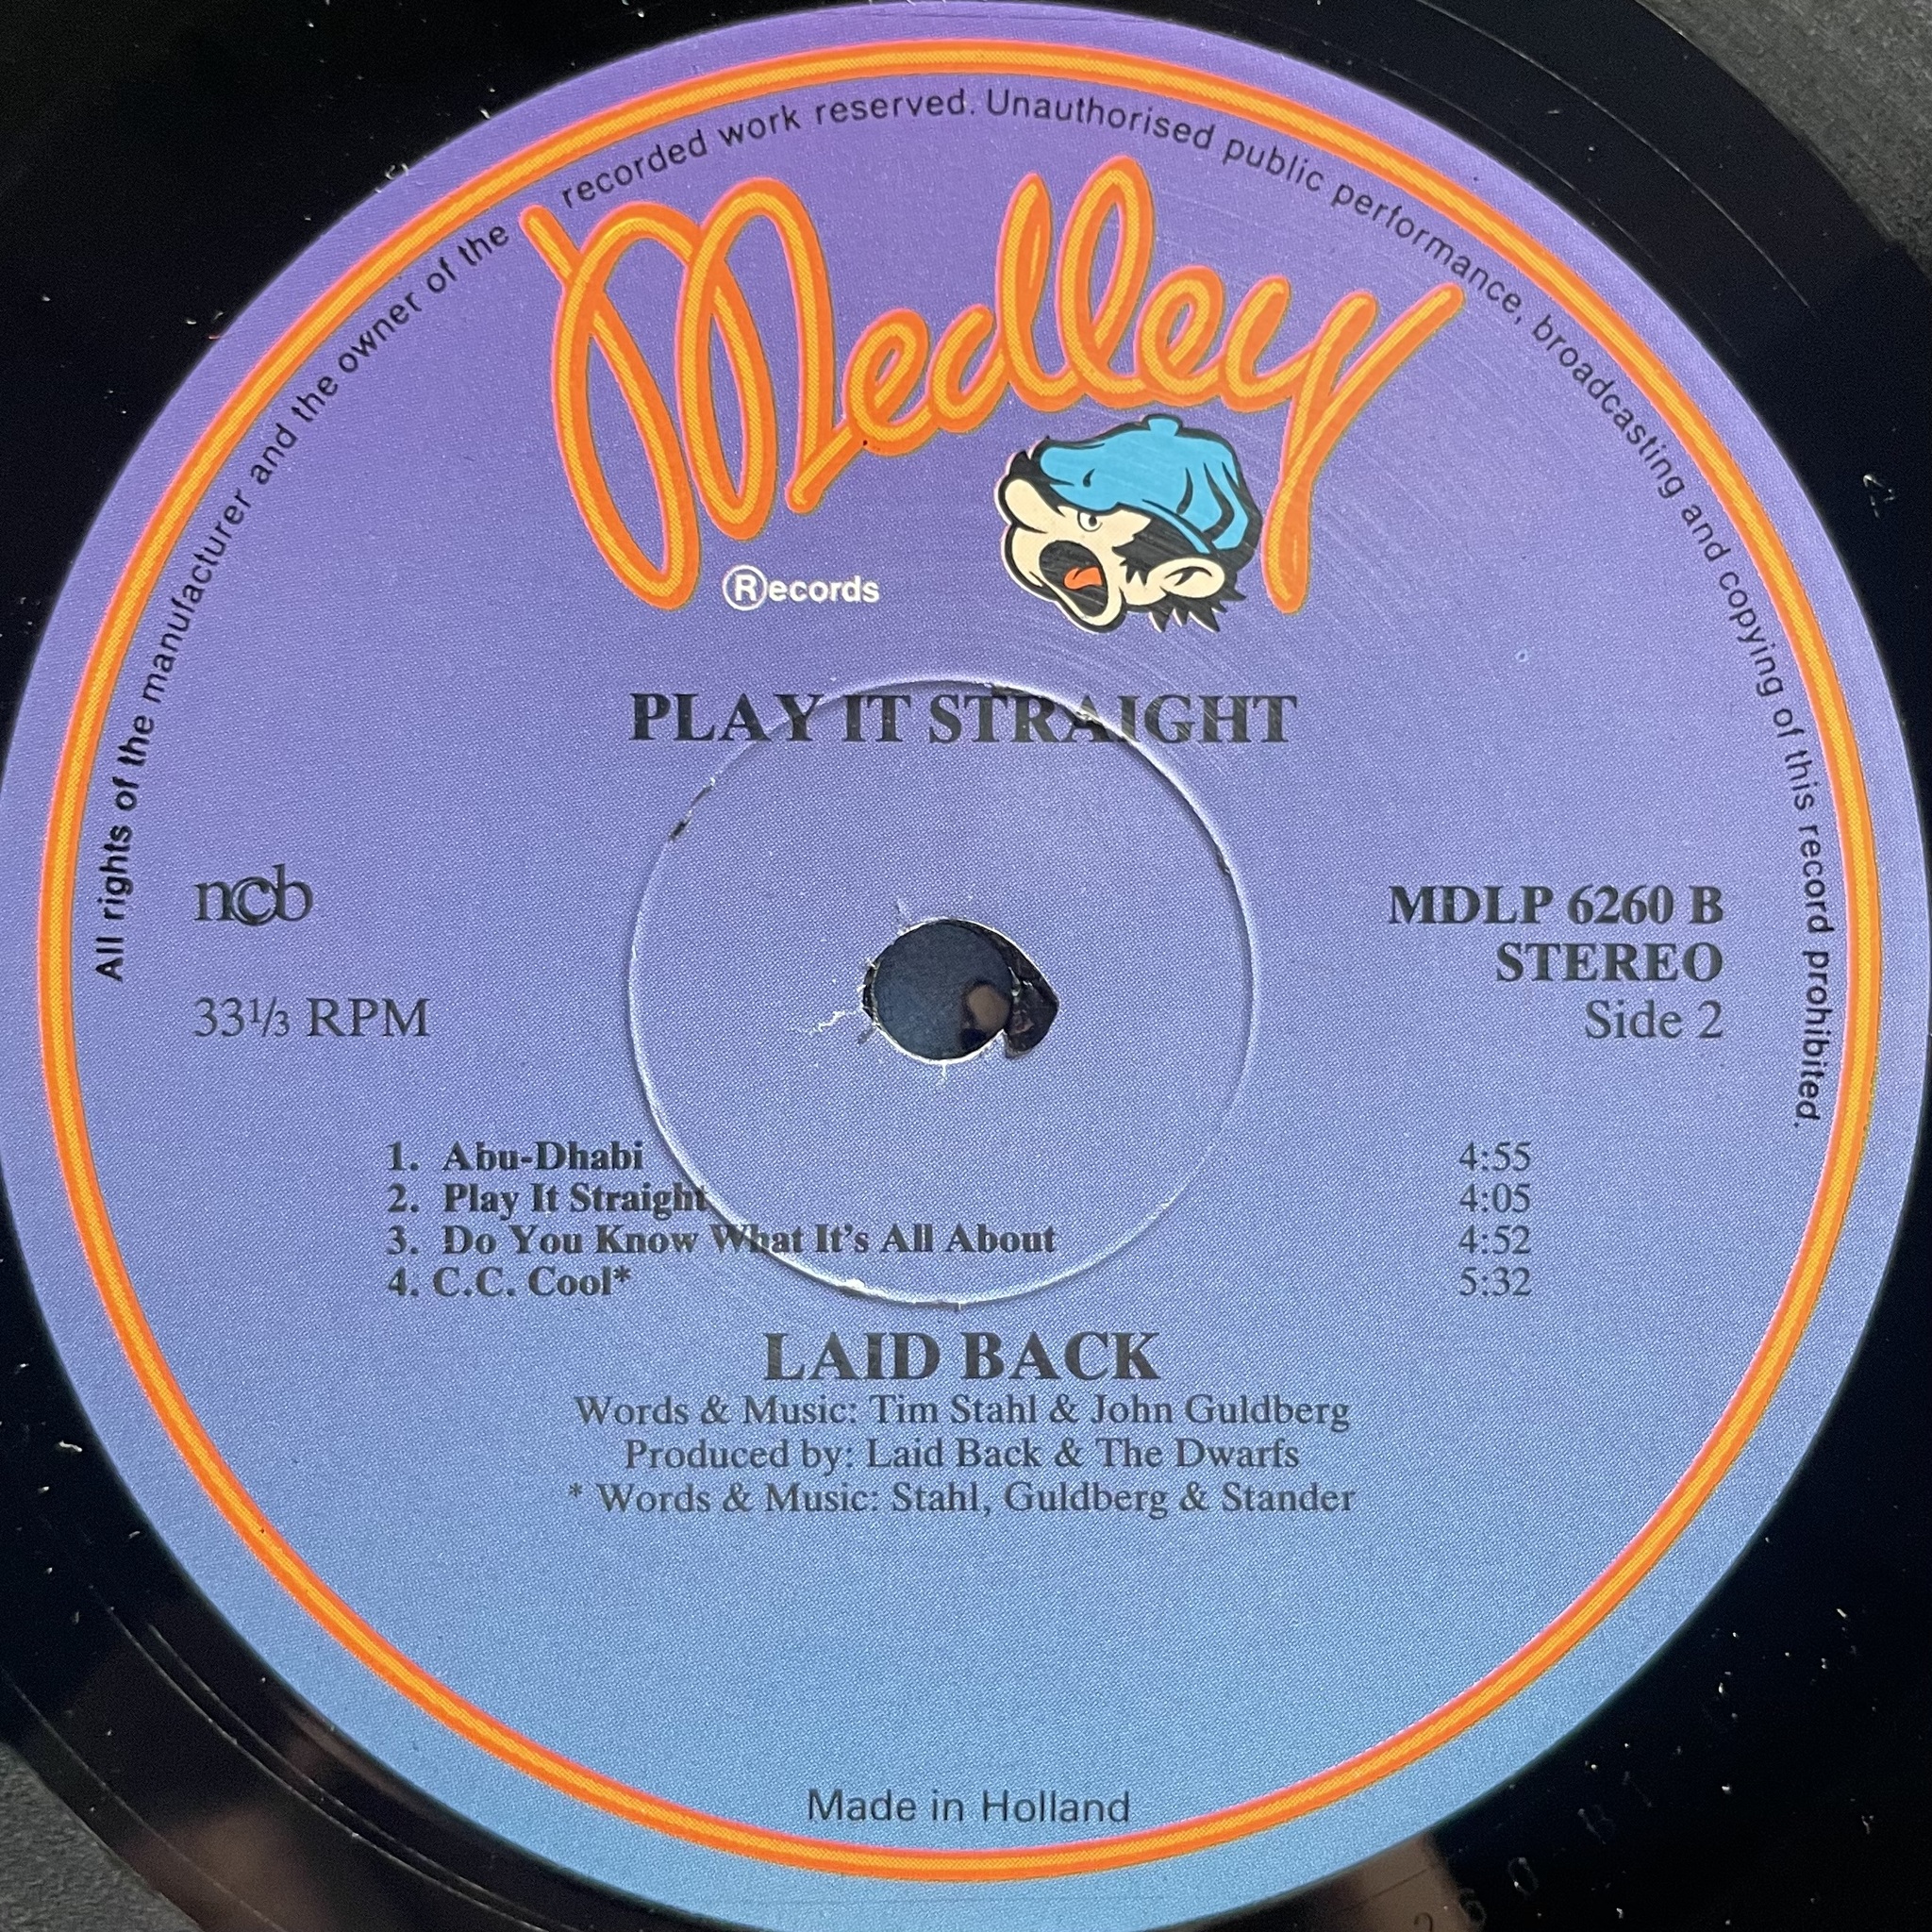 All rights of the manufacturer and the owner of the recorded work reserved. Unauthorised public performance, broadcasting and copying of this record prohibited.
Medley
Records
PLAY IT STRAIGHT
ncb
33⅓ RPM
MDLP 6260 B
STEREO
Side 2
1. Abu-Dhabi 4:55
2. Play It Straight 4:05
3. Do You Know What It's All About 4:52
4. C.C. Cool* 5:32
LAID BACK
Words & Music: Tim Stahl & John Guldberg
Produced by: Laid Back & The Dwarfs
* Words & Music: Stahl, Guldberg & Stander
Made in Holland